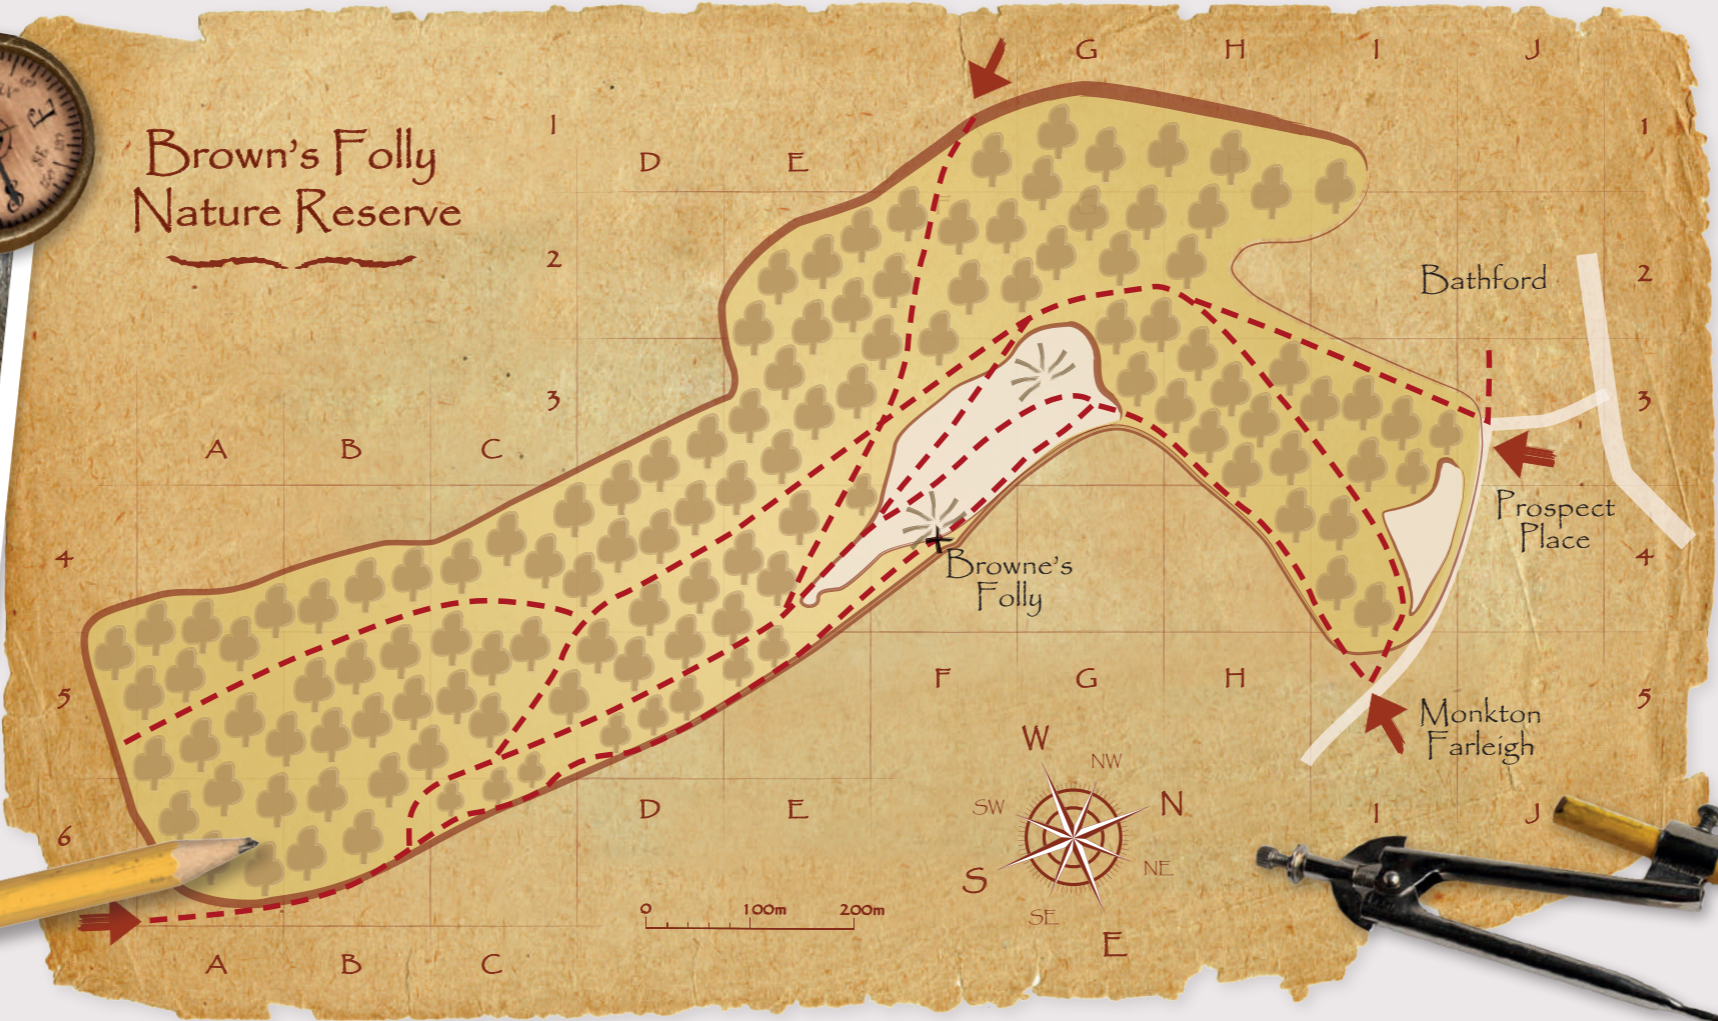 G H I J
1 1
Brown's Folly
Nature Reserve
D E
2 2
Bathford
3 3
A B C
Prospect
Place
4 4
Browne's
Folly
F G H
5 5
Monkton
Farleigh
W
NW
SW
N
D E
I J
6
NE
S
0 100m 200m
SE
E
A B C
E
SE